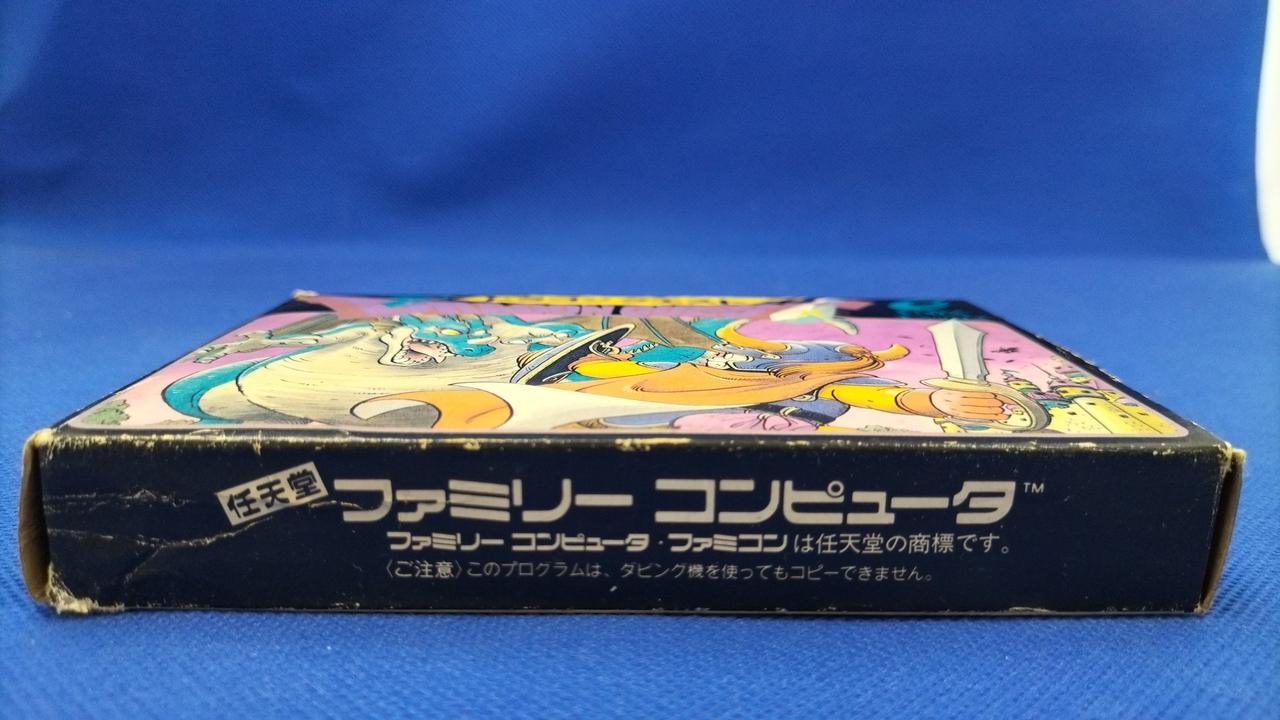 任天堂 ファミリー コンピュータ™
ファミリー コンピュータ・ファミコンは任天堂の商標です。
〈ご注意〉このプログラムは、ダビング機を使ってもコピーできません。